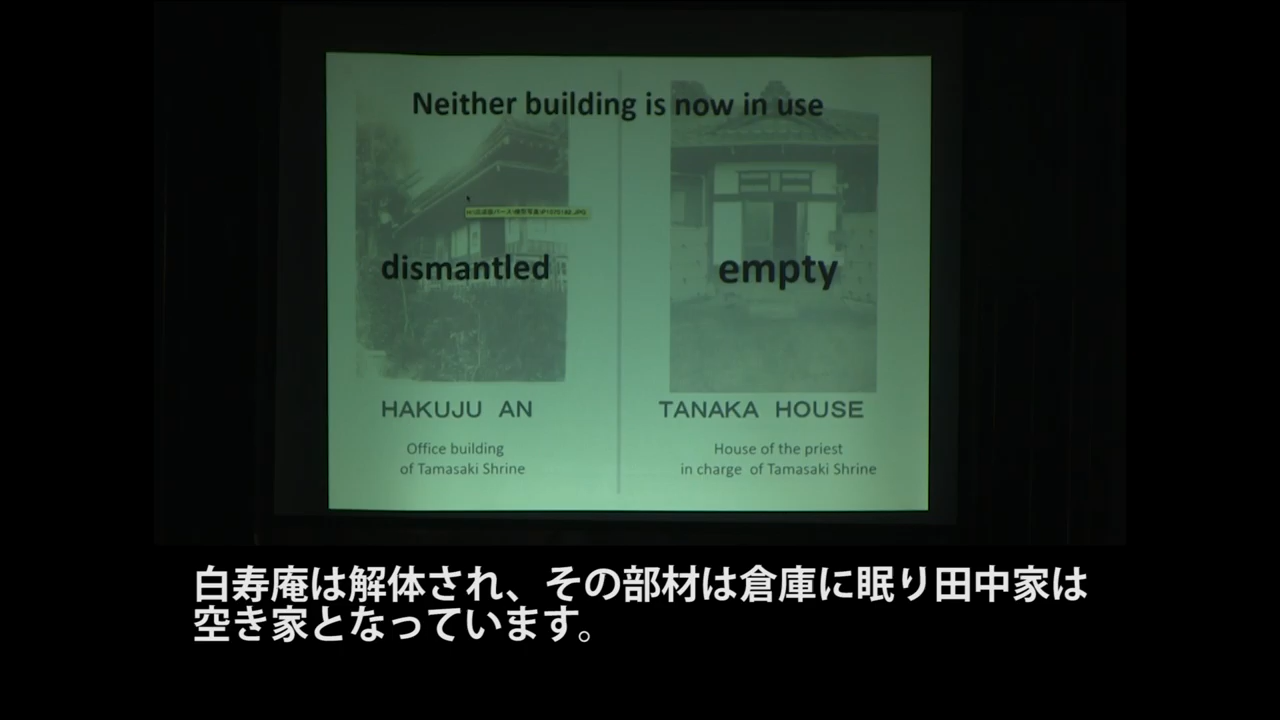 Neither building is now in use
dismantled
empty
HAKUJU AN
TANAKA HOUSE
Office building
of Tamasaki Shrine
House of the priest
in charge of Tamasaki Shrine
白寿庵は解体され、その部材は倉庫に眠り田中家は
空き家となっています。